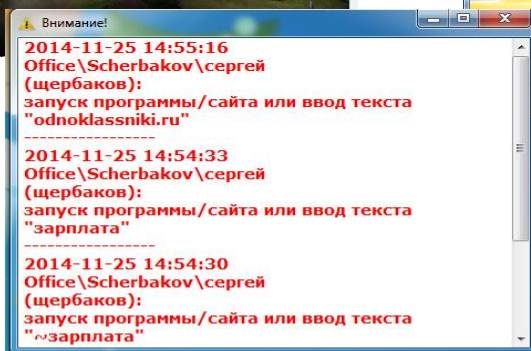 Внимание!
2014-11-25 14:55:16
Office\Scherbakov\сергей
(щербаков):
запуск программы/сайта или ввод текста
"odnoklassniki.ru"
-----------------
2014-11-25 14:54:33
Office\Scherbakov\сергей
(щербаков):
запуск программы/сайта или ввод текста
"зарплата"
-----------------
2014-11-25 14:54:30
Office\Scherbakov\сергей
(щербаков):
запуск программы/сайта или ввод текста
"~зарплата"